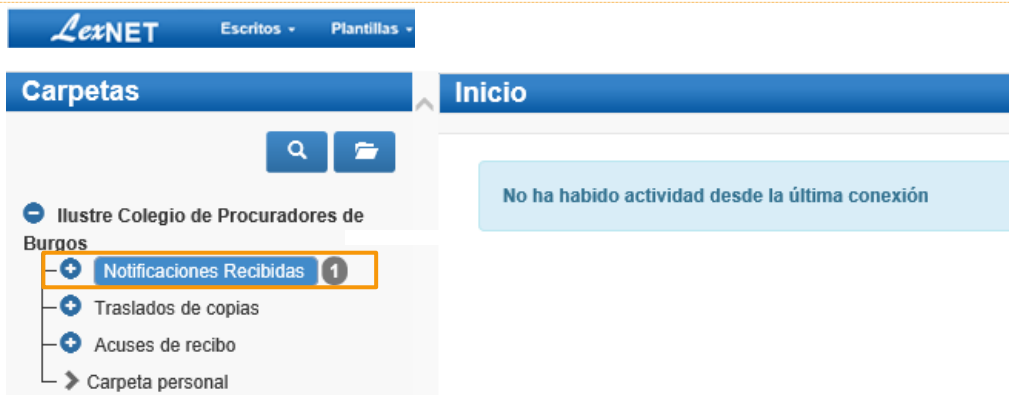 LexNET Escritos Plantillas
Carpetas
Inicio
No ha habido actividad desde la última conexión
Ilustre Colegio de Procuradores de
Burgos
Notificaciones Recibidas 1
Traslados de copias
Acuses de recibo
Carpeta personal